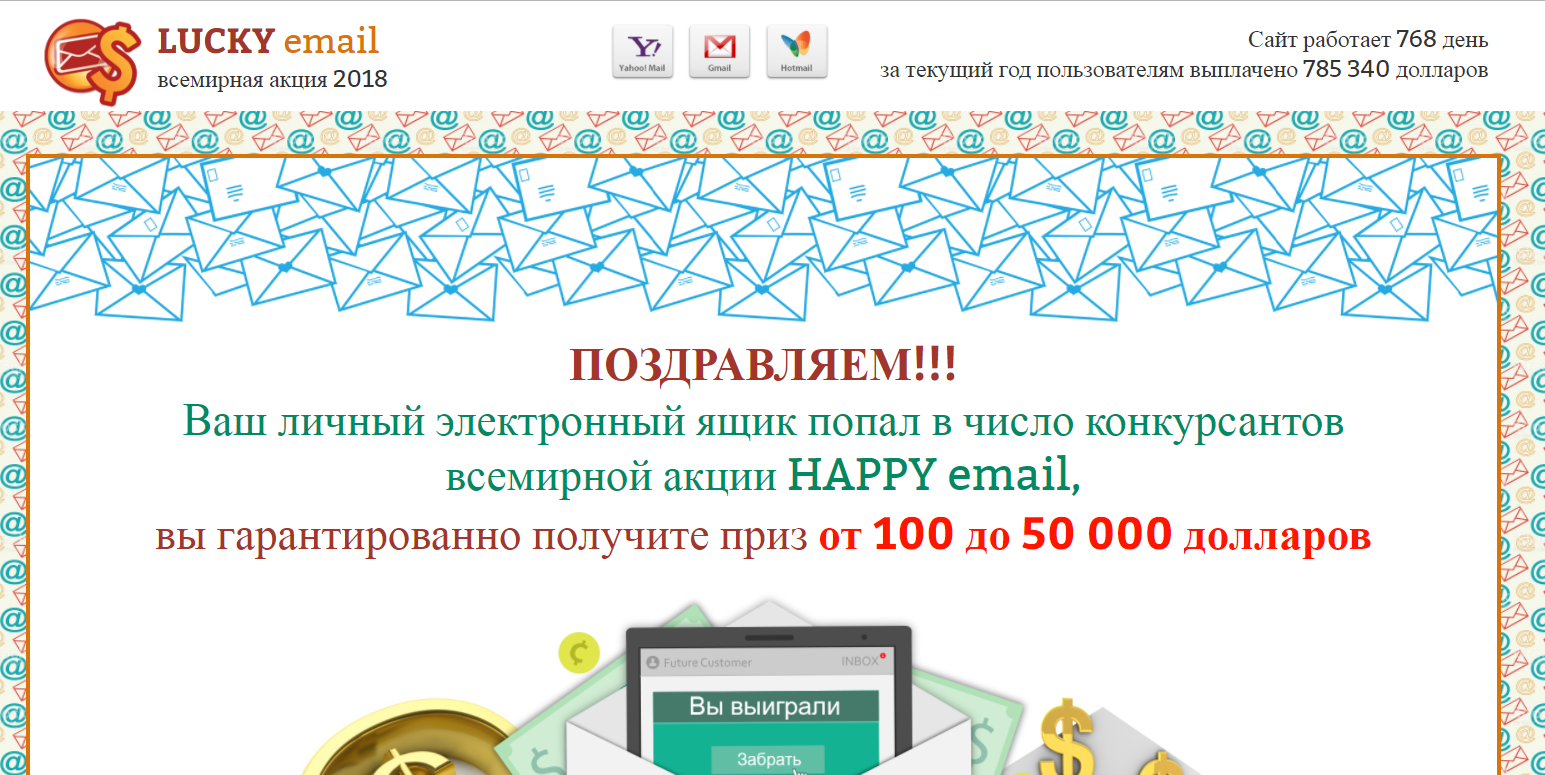 LUCKY email
всемирная акция 2018
Yahoo! Mail
Gmail
Hotmail
Сайт работает 768 день
за текущий год пользователям выплачено 785 340 долларов
ПОЗДРАВЛЯЕМ!!!
Ваш личный электронный ящик попал в число конкурсантов
всемирной акции HAPPY email,
вы гарантированно получите приз от 100 до 50 000 долларов
Future Customer
INBOX
Вы выиграли
Забрать